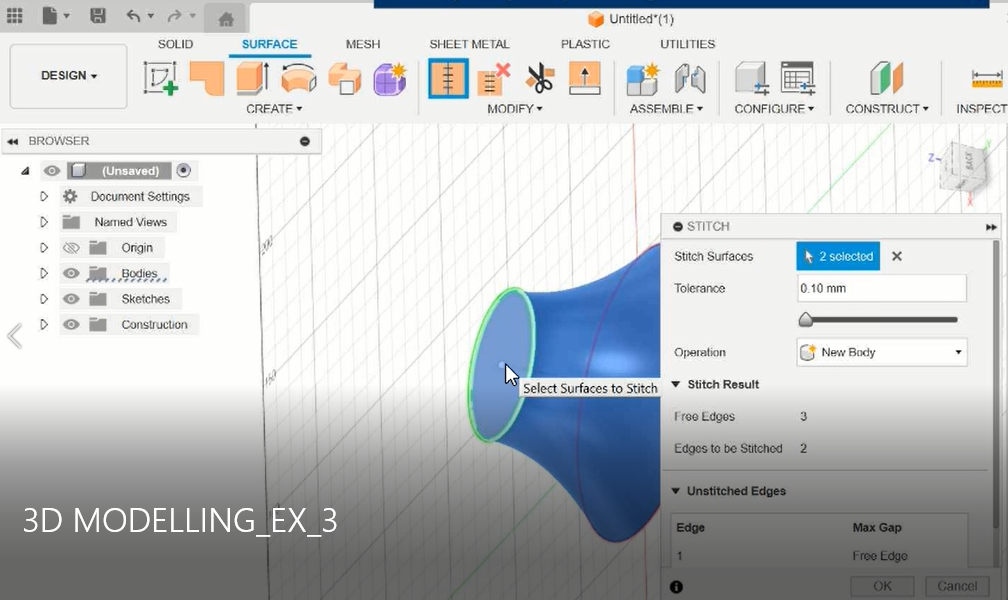 Untitled*(1)
SOLID SURFACE MESH SHEET METAL PLASTIC UTILITIES
DESIGN
CREATE MODIFY ASSEMBLE CONFIGURE CONSTRUCT INSPECT
BROWSER
(Unsaved)
Document Settings
Named Views
Origin
Bodies
Sketches
Construction
200
150
Z
BACK
X
STITCH
Stitch Surfaces 2 selected
Tolerance 0.10 mm
Operation New Body
Stitch Result
Free Edges 3
Edges to be Stitched 2
Unstitched Edges
Edge Max Gap
1 Free Edge
OK Cancel
Select Surfaces to Stitch
3D MODELLING_EX_3